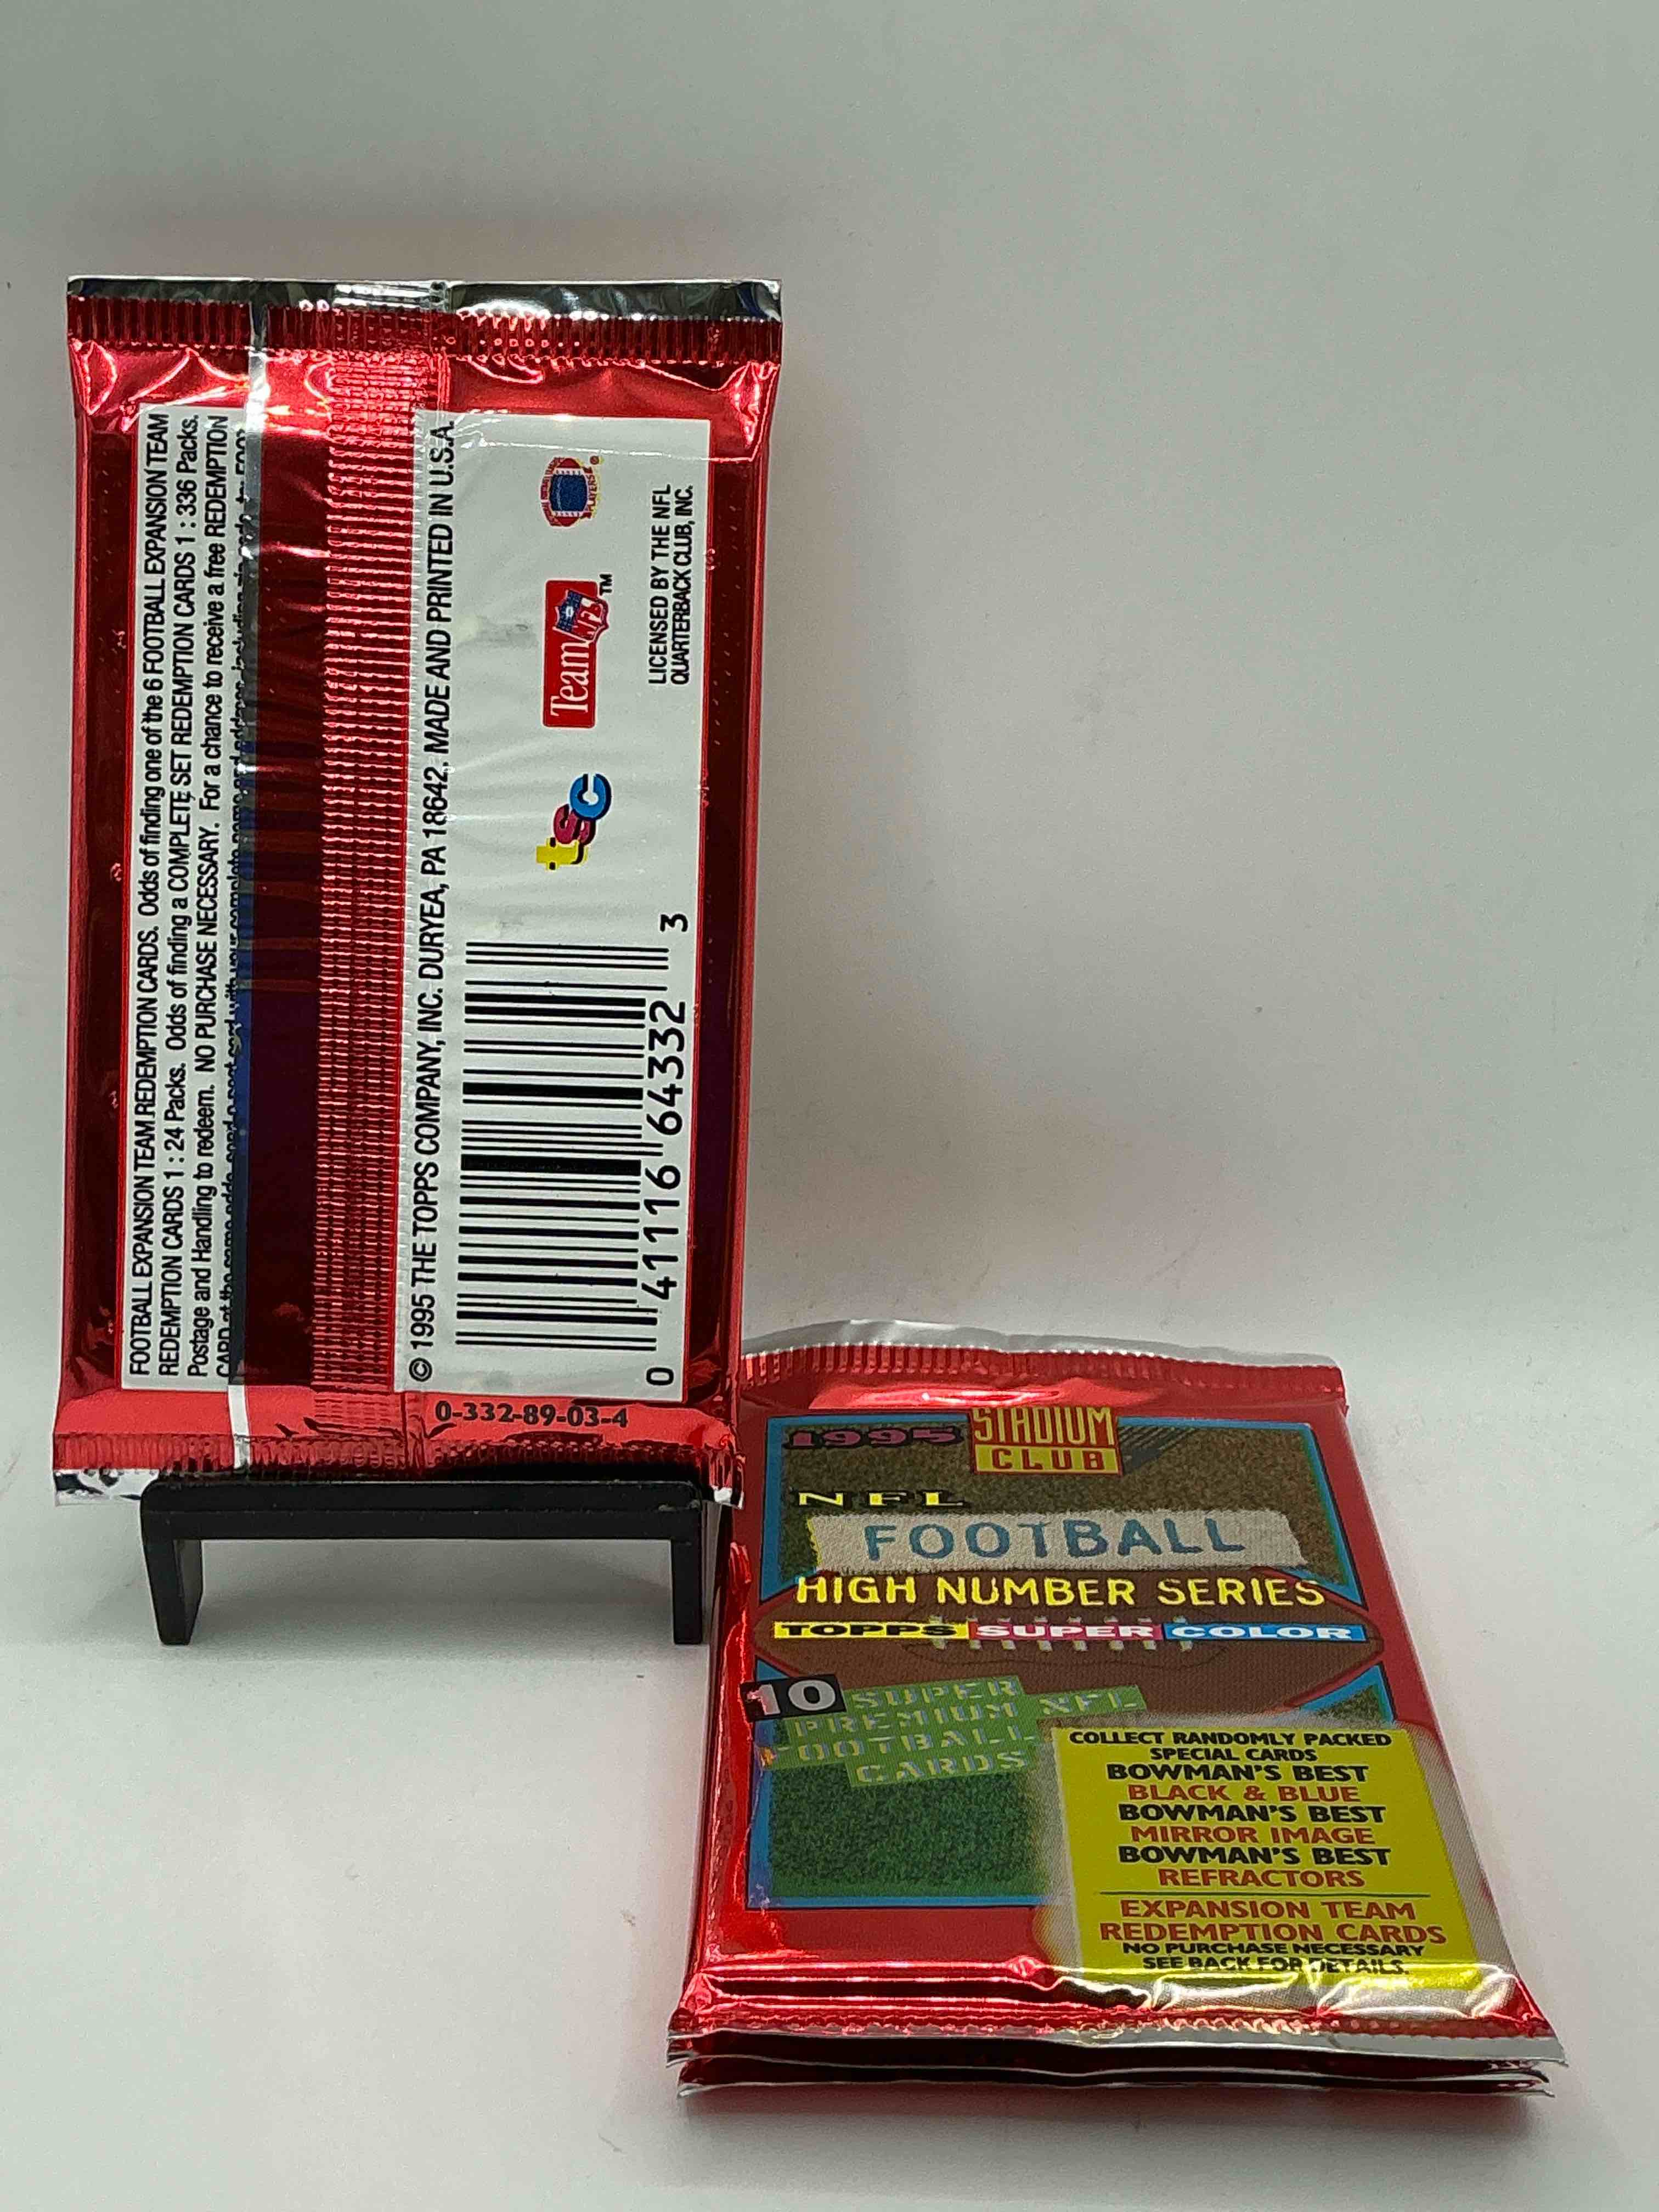 FOOTBALL EXPANSION TEAM REDEMPTION CARDS. Odds of finding one of the 6 FOOTBALL EXPANSION TEAM
REDEMPTION CARDS 1 : 24 Packs. Odds of finding a COMPLETE SET REDEMPTION CARDS 1 : 336 Packs.
Postage and Handling to redeem. NO PURCHASE NECESSARY. For a chance to receive a free REDEMPTION
© 1995 THE TOPPS COMPANY, INC. DURYEA, PA 18642. MADE AND PRINTED IN U.S.A.
0 41116 64332 3
tsc
Team NFL™
PLAYERS
LICENSED BY THE NFL
QUARTERBACK CLUB, INC.
0-332-89-03-4
1995 STADIUM
CLUB
NFL
FOOTBALL
HIGH NUMBER SERIES
TOPPS SUPER COLOR
10 SUPER
PREMIUM NFL
FOOTBALL
CARDS
COLLECT RANDOMLY PACKED
SPECIAL CARDS
BOWMAN'S BEST
BLACK & BLUE
BOWMAN'S BEST
MIRROR IMAGE
BOWMAN'S BEST
REFRACTORS
EXPANSION TEAM
REDEMPTION CARDS
NO PURCHASE NECESSARY
SEE BACK FOR DETAILS.